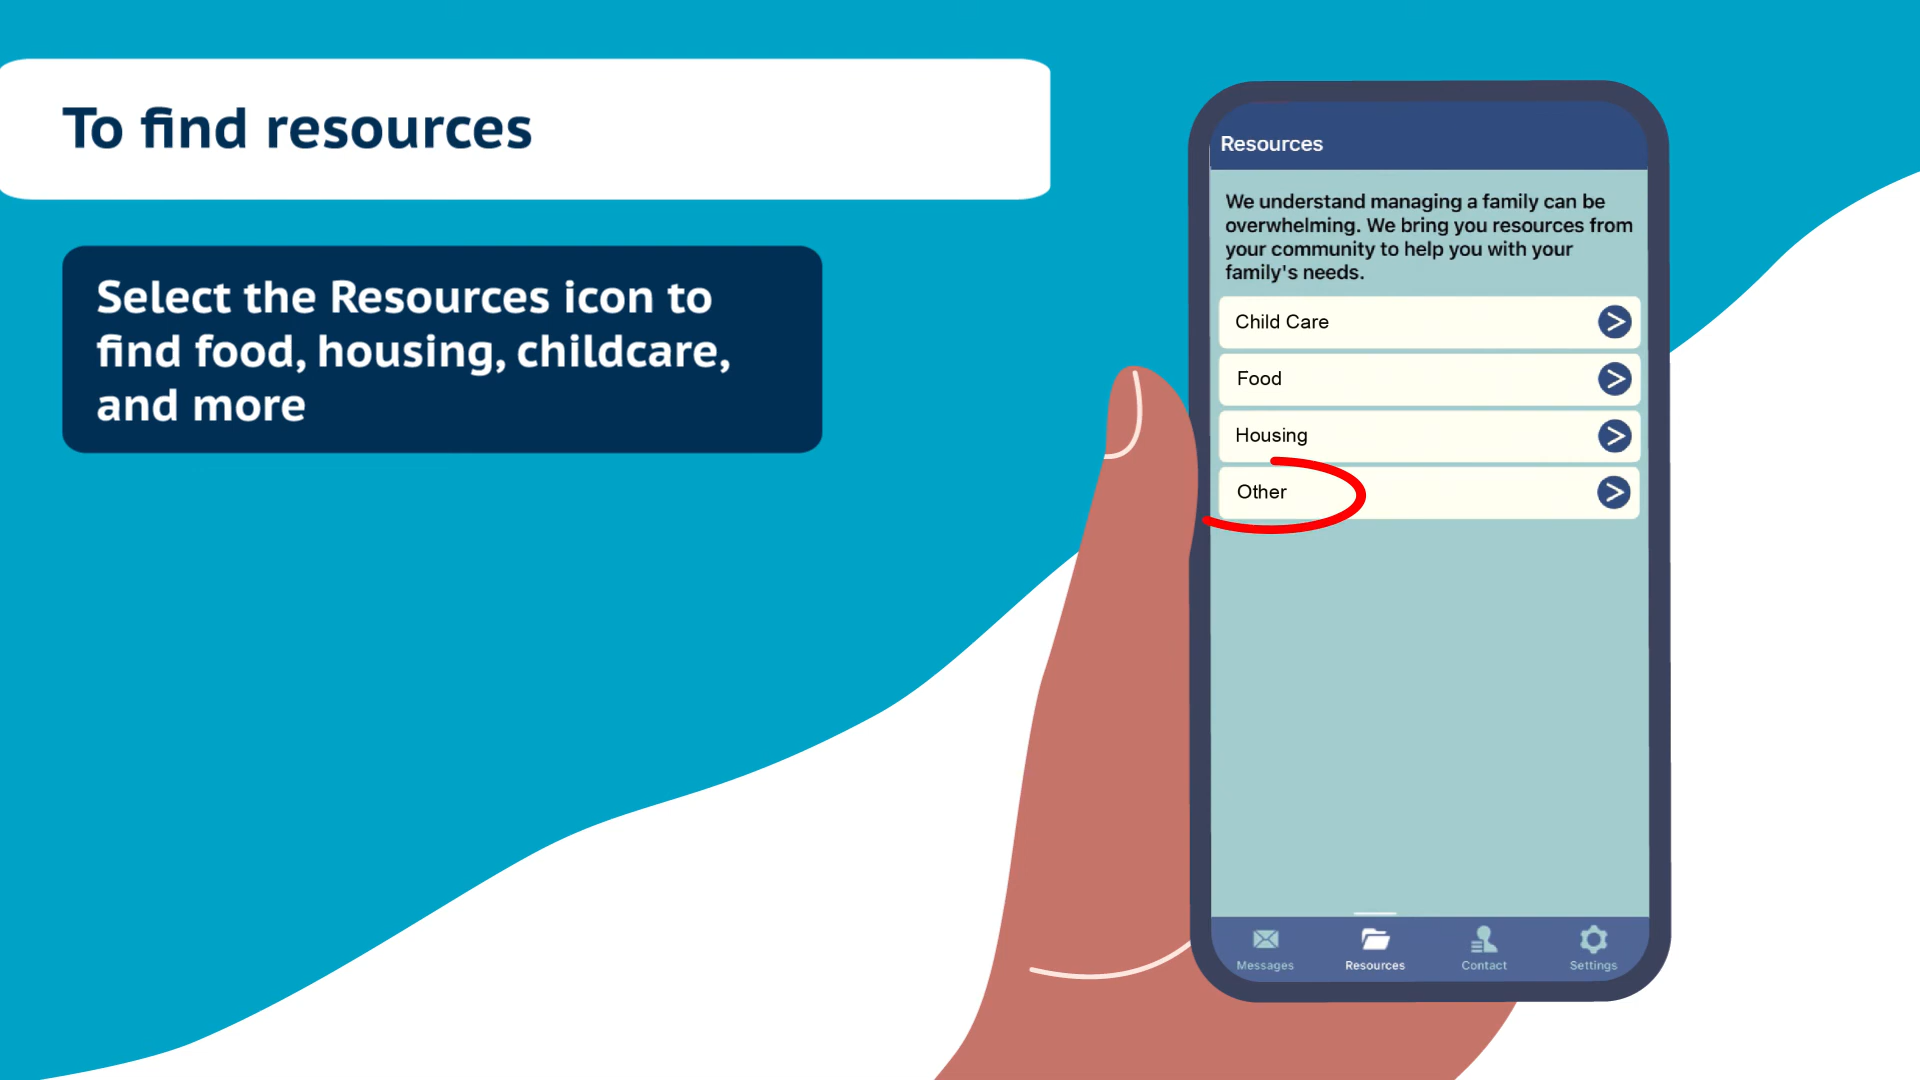 To find resources
Select the Resources icon to
find food, housing, childcare,
and more
Resources
We understand managing a family can be
overwhelming. We bring you resources from
your community to help you with your
family's needs.
Child Care
Food
Housing
Other
Messages
Resources
Contact
Settings